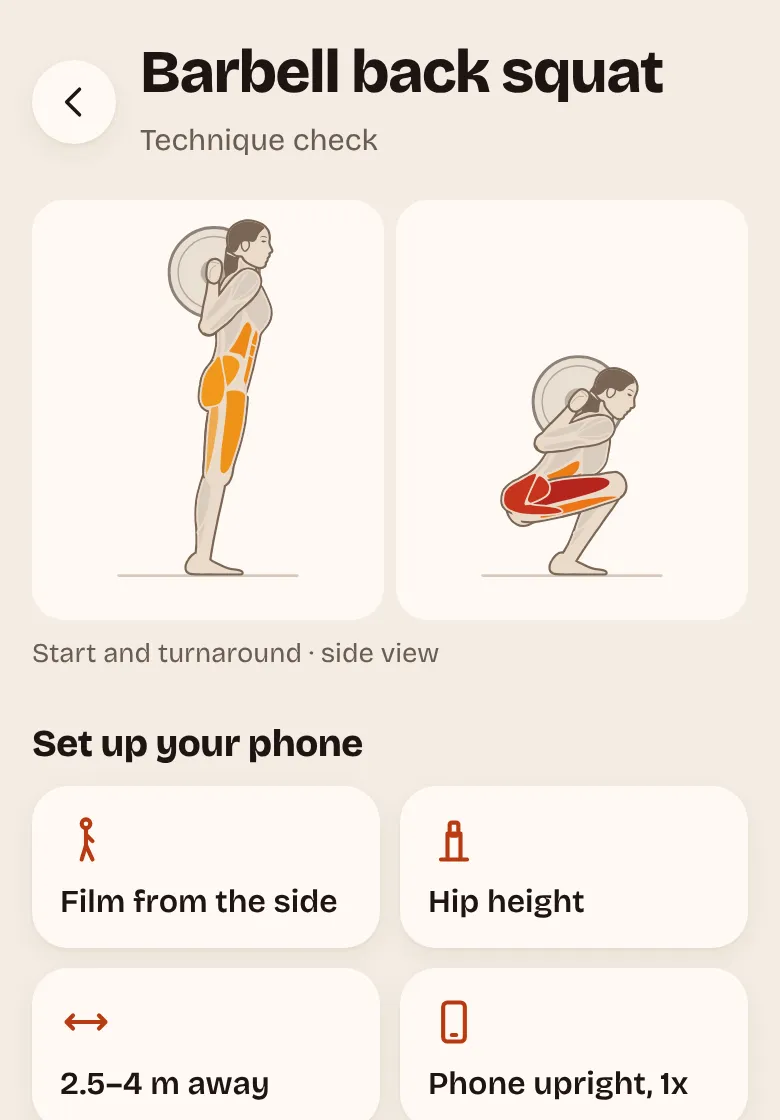 Barbell back squat
Technique check
Start and turnaround · side view
Set up your phone
Film from the side
Hip height
2.5–4 m away
Phone upright, 1x